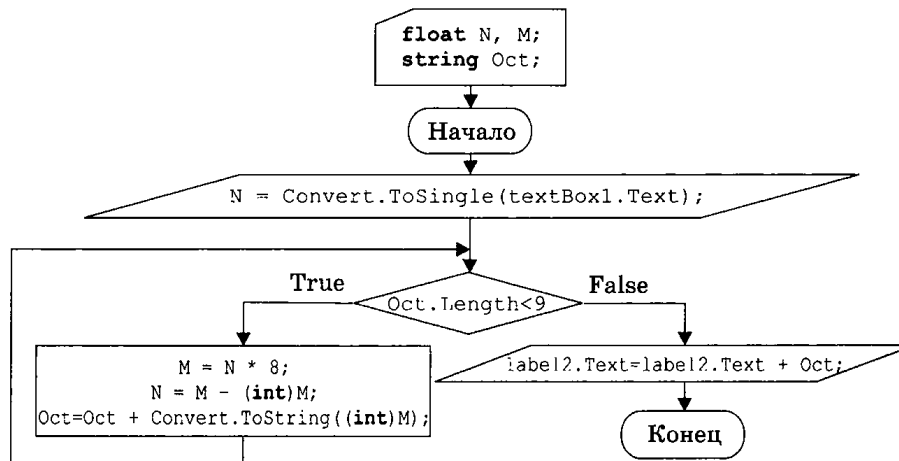 float N, M;
string Oct;
Начало
N = Convert.ToSingle(textBox1.Text);
True
False
Oct.Length<9
M = N * 8;
N = M - (int)M;
Oct=Oct + Convert.ToString((int)M);
label2.Text=label2.Text + Oct;
Конец